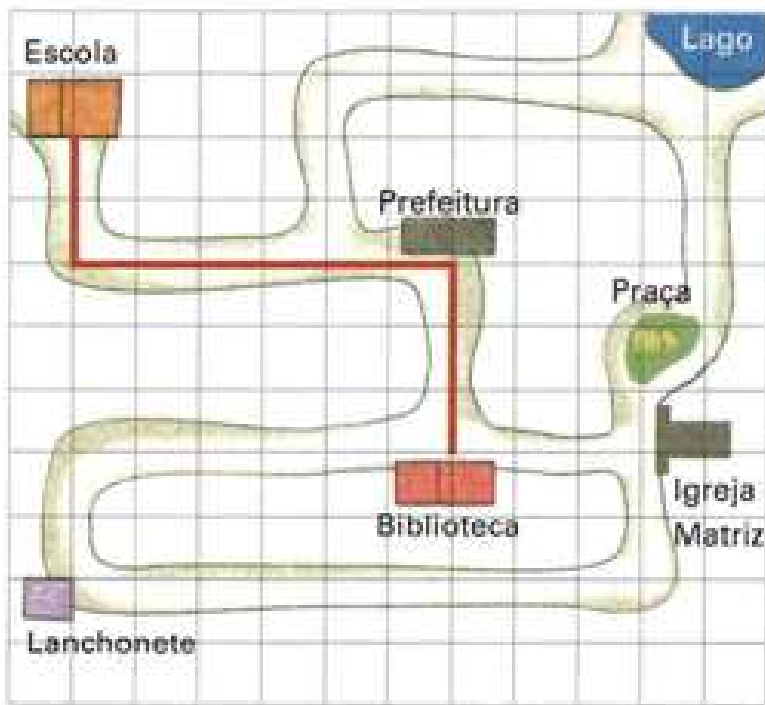 Escola
Lago
Prefeitura
Praça
Igreja
Matriz
Biblioteca
Lanchonete